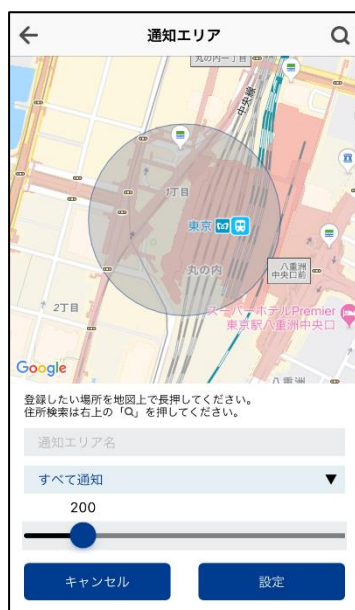 通知エリア
丸の内一丁目
中央線
1丁目
東京
丸の内
八重洲
中央口前
2丁目
スーパーホテルPremier
東京駅八重洲中央口
八重洲
Google
登録したい場所を地図上で長押してください。
住所検索は右上の「Q」を押してください。
通知エリア名
すべて通知
▼
200
キャンセル
設定